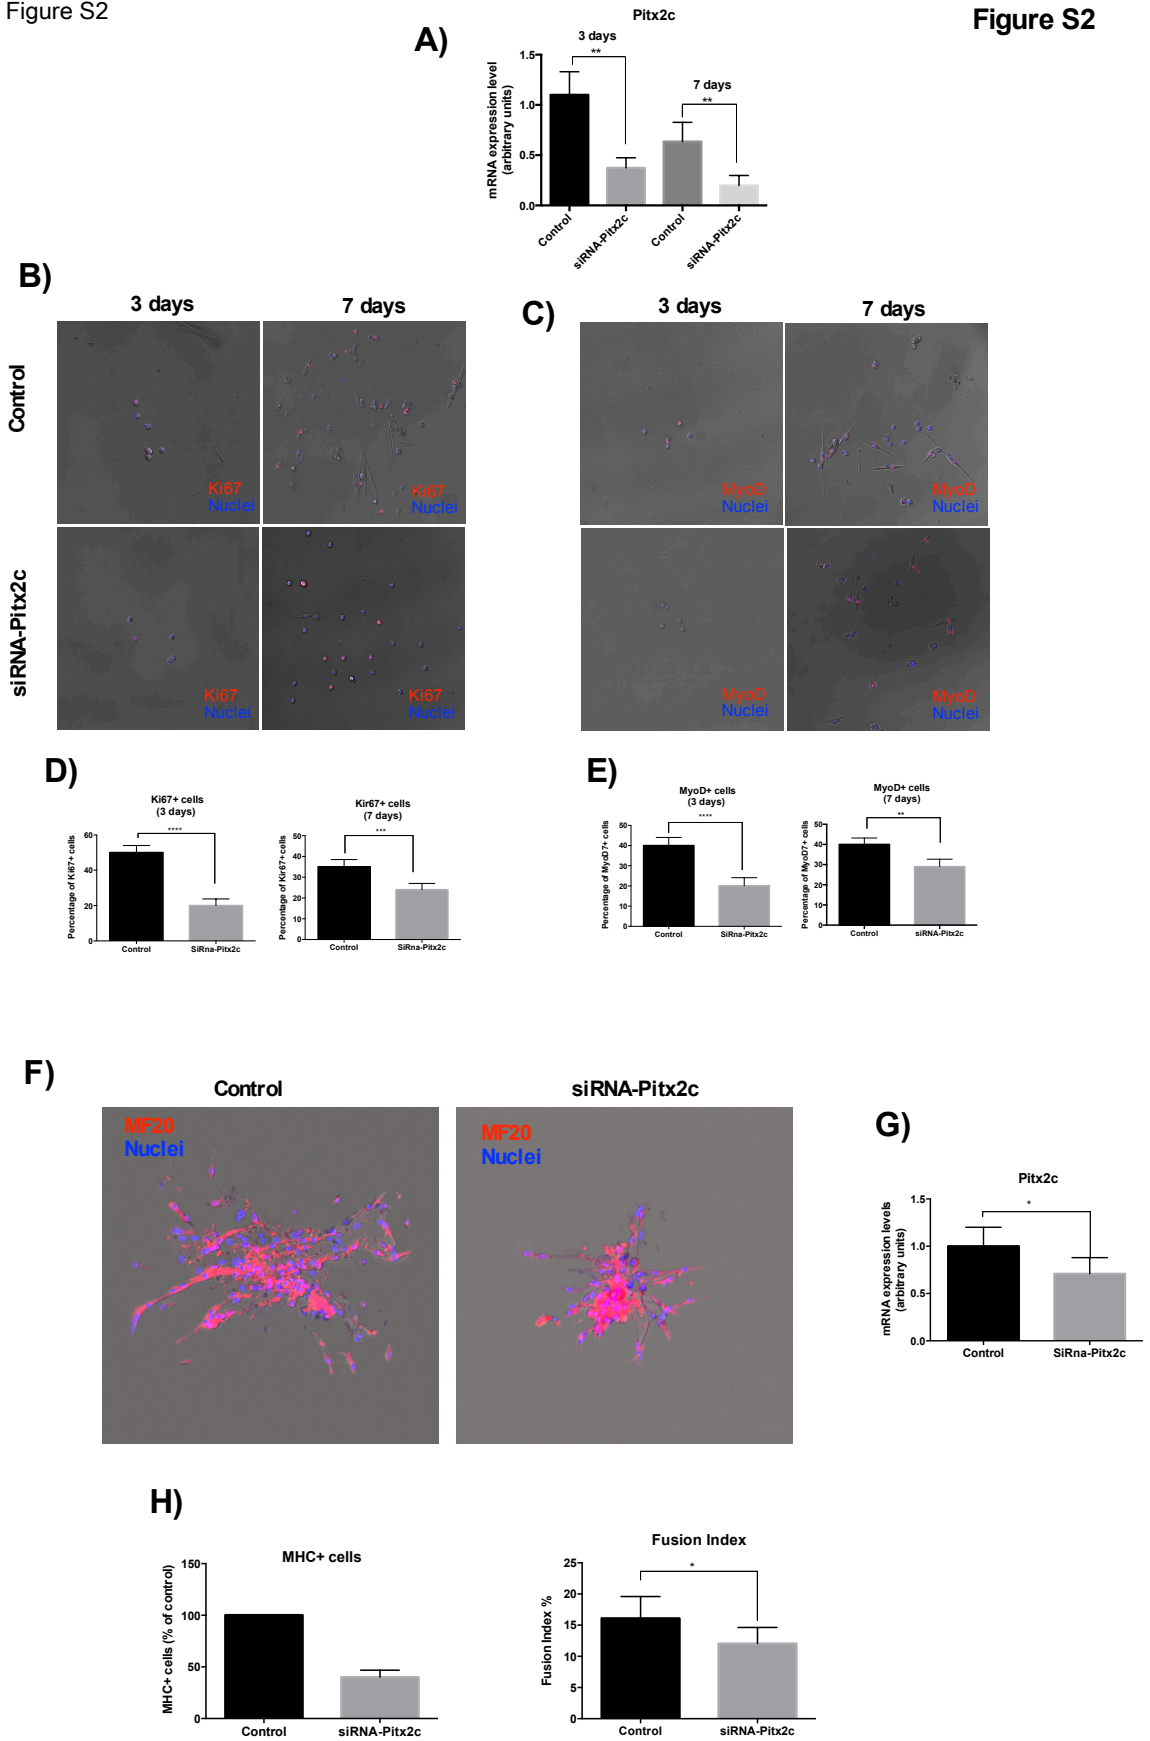 Figure S2
Figure S2
A)
Pitx2c
3 days
**
7 days
**
mRNA expression level
(arbitrary units)
1.5
1.0
0.5
0.0
Control
siRNA-Pitx2c
Control
siRNA-Pitx2c
B)
3 days
7 days
Control
siRNA-Pitx2c
Ki67
Nuclei
Ki67
Nuclei
Ki67
Nuclei
Ki67
Nuclei
C)
3 days
7 days
MyoD
Nuclei
MyoD
Nuclei
MyoD
Nuclei
MyoD
Nuclei
D)
Ki67+ cells
(3 days)
****
Percentage of Ki67+ cells
60
40
20
0
Control
SiRna-Pitx2c
Kir67+ cells
(7 days)
***
Percentage of Kir67+ cells
50
40
30
20
10
0
Control
SiRna-Pitx2c
E)
MyoD+ cells
(3 days)
****
Percentage of MyoD7+ cells
50
40
30
20
10
0
Control
SiRna-Pitx2c
MyoD+ cells
(7 days)
**
Percentage of MyoD7+ cells
50
40
30
20
10
0
Control
siRNA-Pitx2c
F)
Control
siRNA-Pitx2c
MF20
Nuclei
MF20
Nuclei
G)
Pitx2c
*
mRNA expression levels
(arbitrary units)
1.5
1.0
0.5
0.0
Control
SiRna-Pitx2c
H)
MHC+ cells
MHC+ cells (% of control)
150
100
50
0
Control
siRNA-Pitx2c
Fusion Index
*
Fusion Index %
25
20
15
10
5
0
Control
siRNA-Pitx2c